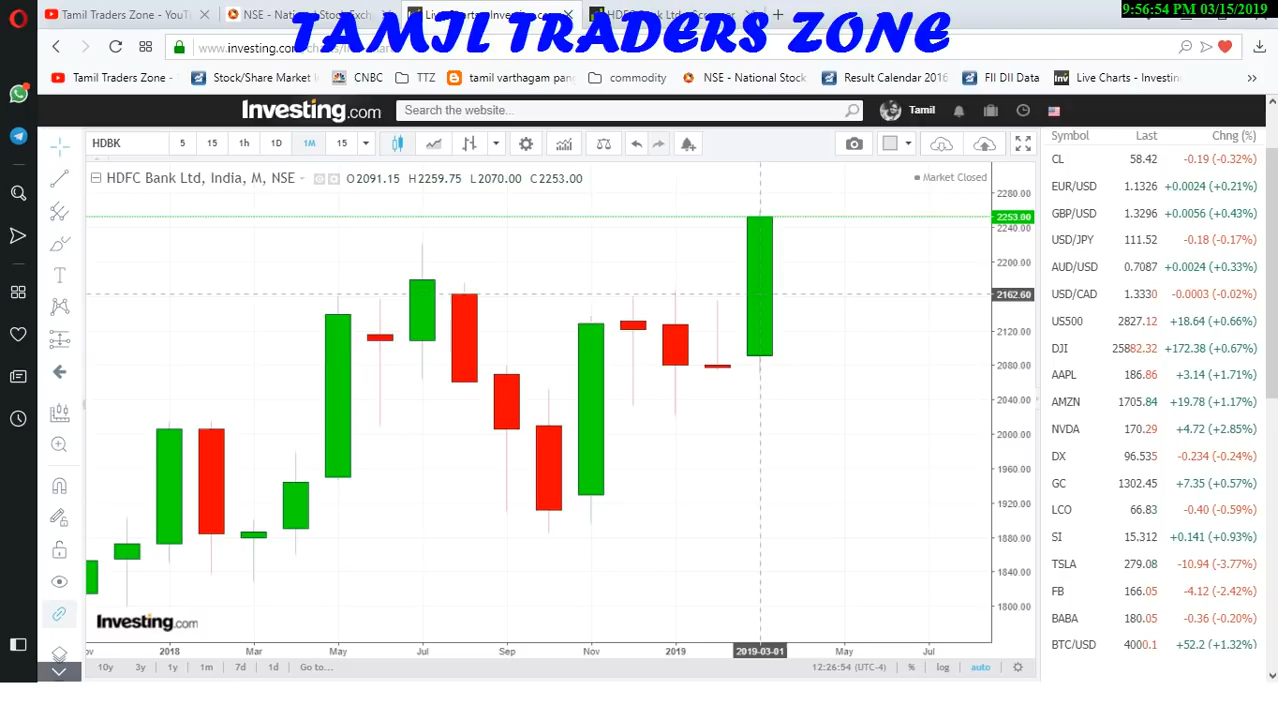 9:56:54 PM 03/15/2019
Tamil Traders Zone - YouT
NSE - National Stock Exch
TAMIL TRADERS ZONE
www.investing.com
Tamil Traders Zone -
Stock/Share Market
CNBC
TTZ
tamil varthagam pan
commodity
NSE - National Stock
Result Calendar 2016
FII DII Data
Live Charts - Investin
Investing.com
Search the website...
Tamil
HDBK
5
15
1h
1D
1M
15
Symbol Last Chng (%)
HDFC Bank Ltd, India, M, NSE
O2091.15 H2259.75 L2070.00 C2253.00
Market Closed
CL 58.42 -0.19 (-0.32%)
EUR/USD 1.1326 +0.0024 (+0.21%)
GBP/USD 1.3296 +0.0056 (+0.43%)
USD/JPY 111.52 -0.18 (-0.17%)
AUD/USD 0.7087 +0.0024 (+0.33%)
USD/CAD 1.3330 -0.0003 (-0.02%)
US500 2827.12 +18.64 (+0.66%)
DJI 25882.32 +172.38 (+0.67%)
AAPL 186.86 +3.14 (+1.71%)
AMZN 1705.84 +19.78 (+1.17%)
NVDA 170.29 +4.72 (+2.85%)
DX 96.535 -0.234 (-0.24%)
GC 1302.45 +7.35 (+0.57%)
LCO 66.83 -0.40 (-0.59%)
SI 15.312 +0.141 (+0.93%)
TSLA 279.08 -10.94 (-3.77%)
FB 166.05 -4.12 (-2.42%)
BABA 180.05 -0.36 (-0.20%)
BTC/USD 4000.1 +52.2 (+1.32%)
2280.00
2253.00
2240.00
2200.00
2162.60
2120.00
2080.00
2040.00
2000.00
1960.00
1920.00
1880.00
1840.00
1800.00
Investing.com
ov 2018 Mar May Jul Sep Nov 2019 2019-03-01 May Jul
10y 3y 1y 1m 7d 1d Go to...
12:26:54 (UTC-4) % log auto